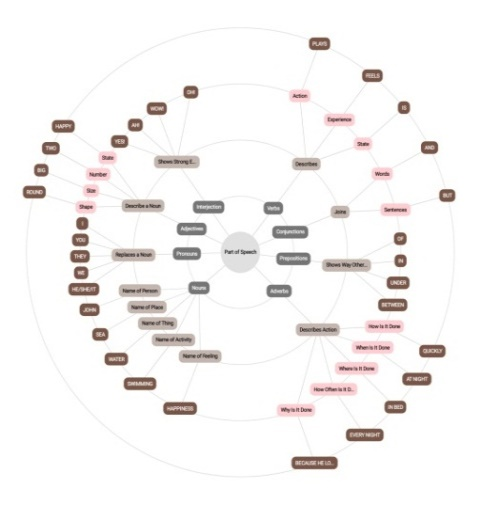 PLAYS
FEELS
IS
AND
BUT
Action
Experience
State
Words
Sentences
Describes
Joins
Shows Way Other...
OF
IN
UNDER
BETWEEN
OH!
WOW!
AH!
YES!
Shows Strong E...
HAPPY
TWO
BIG
ROUND
State
Number
Size
Shape
Describe a Noun
Interjection
Adjectives
Pronouns
Nouns
Verbs
Conjunctions
Prepositions
Adverbs
Part of Speech
I
YOU
THEY
WE
HE/SHE/IT
Replaces a Noun
Name of Person
Name of Place
Name of Thing
Name of Activity
Name of Feeling
JOHN
SEA
WATER
SWIMMING
HAPPINESS
Describes Action
How Is It Done
When Is It Done
Where Is It Done
How Often Is It D...
Why Is It Done
QUICKLY
AT NIGHT
IN BED
EVERY NIGHT
BECAUSE HE LO...